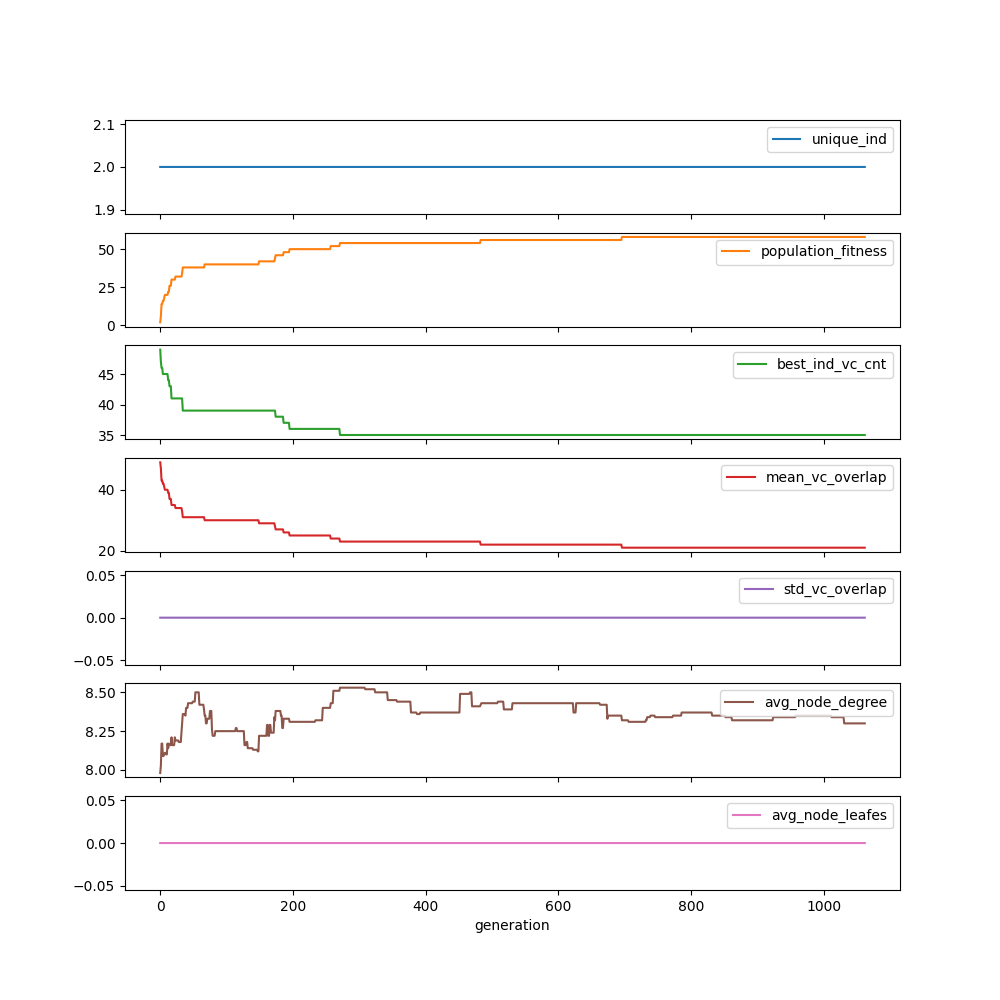 2.1
2.0
1.9
unique_ind
50
25
0
population_fitness
45
40
35
best_ind_vc_cnt
40
20
mean_vc_overlap
0.05
0.00
−0.05
std_vc_overlap
8.50
8.25
8.00
avg_node_degree
0.05
0.00
−0.05
avg_node_leafes
0 200 400 600 800 1000
generation